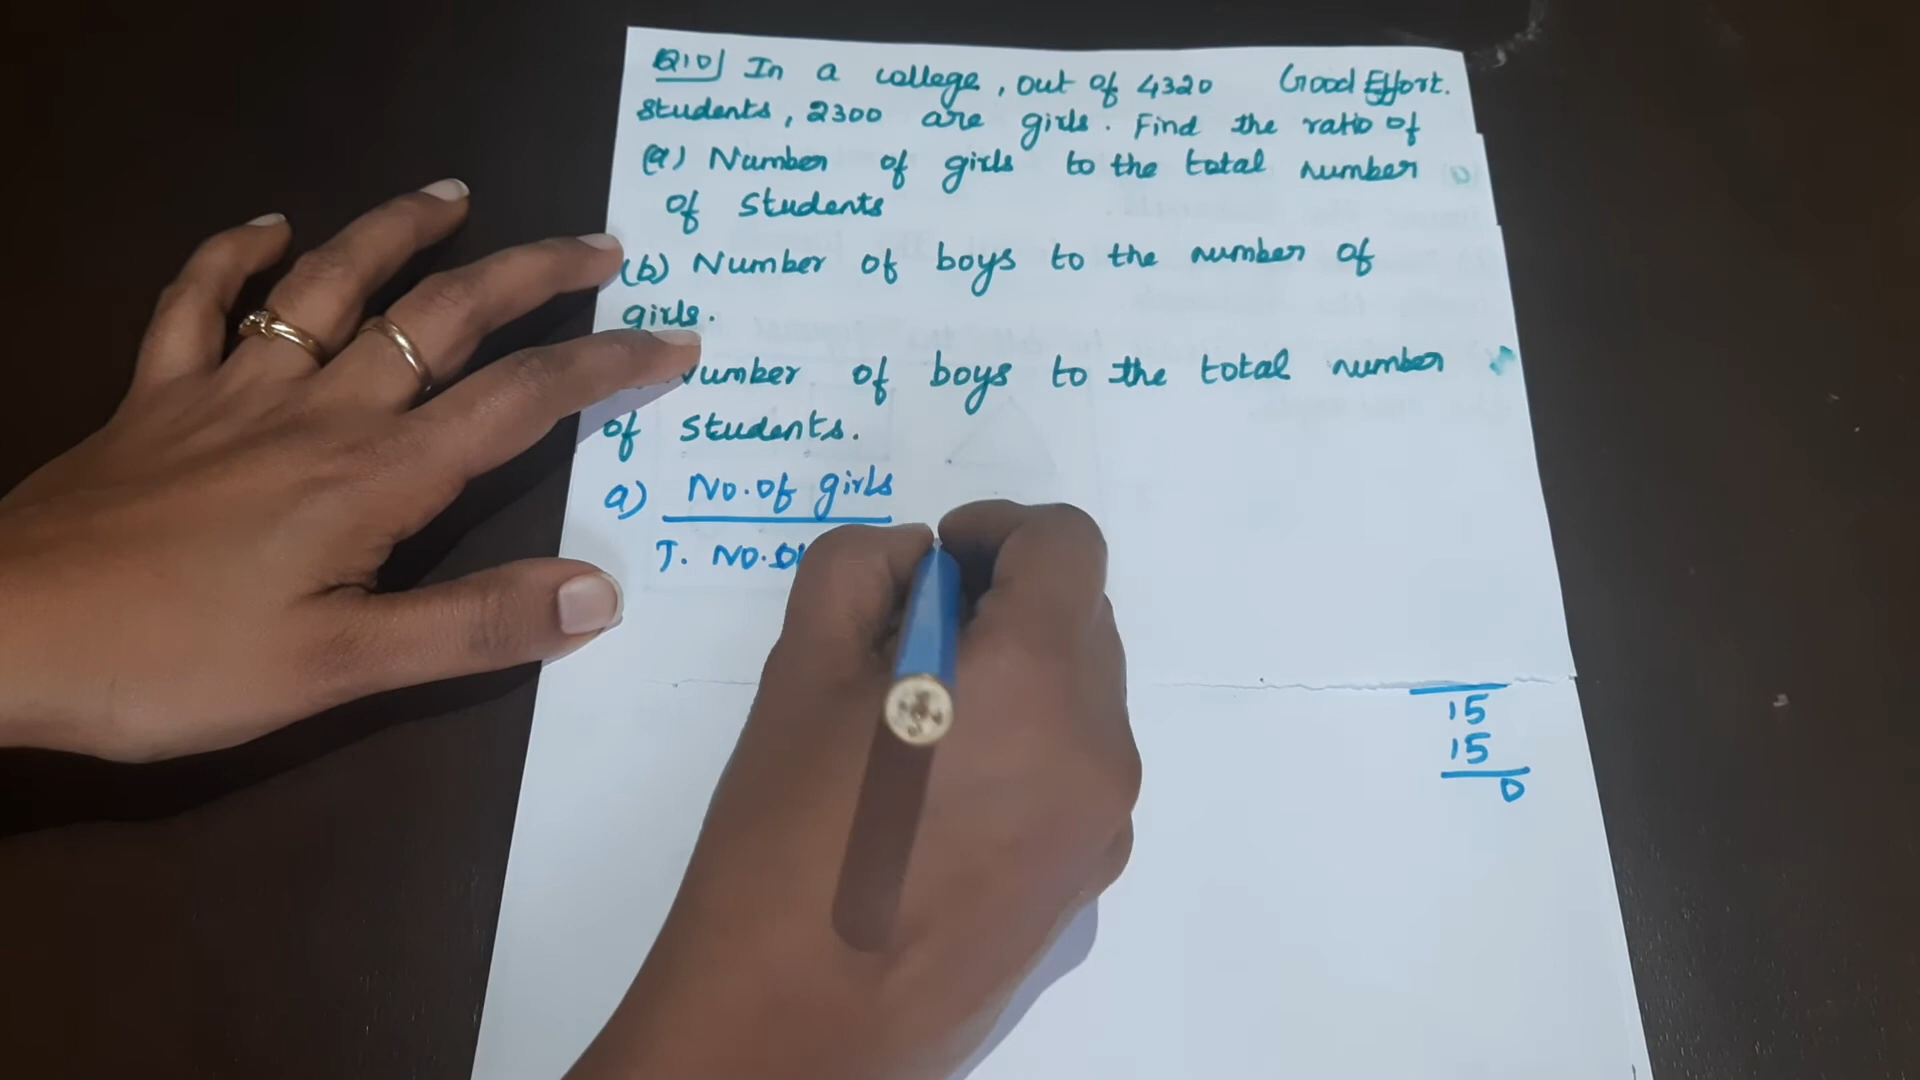 Q10) In a college, out of 4320 Good Effort.
students, 2300 are girls. Find the ratio of
(a) Number of girls to the total number
of students
(b) Number of boys to the number of
girls.
Number of boys to the total number
of students.
a) No. of girls
T. No. of
15
15
0